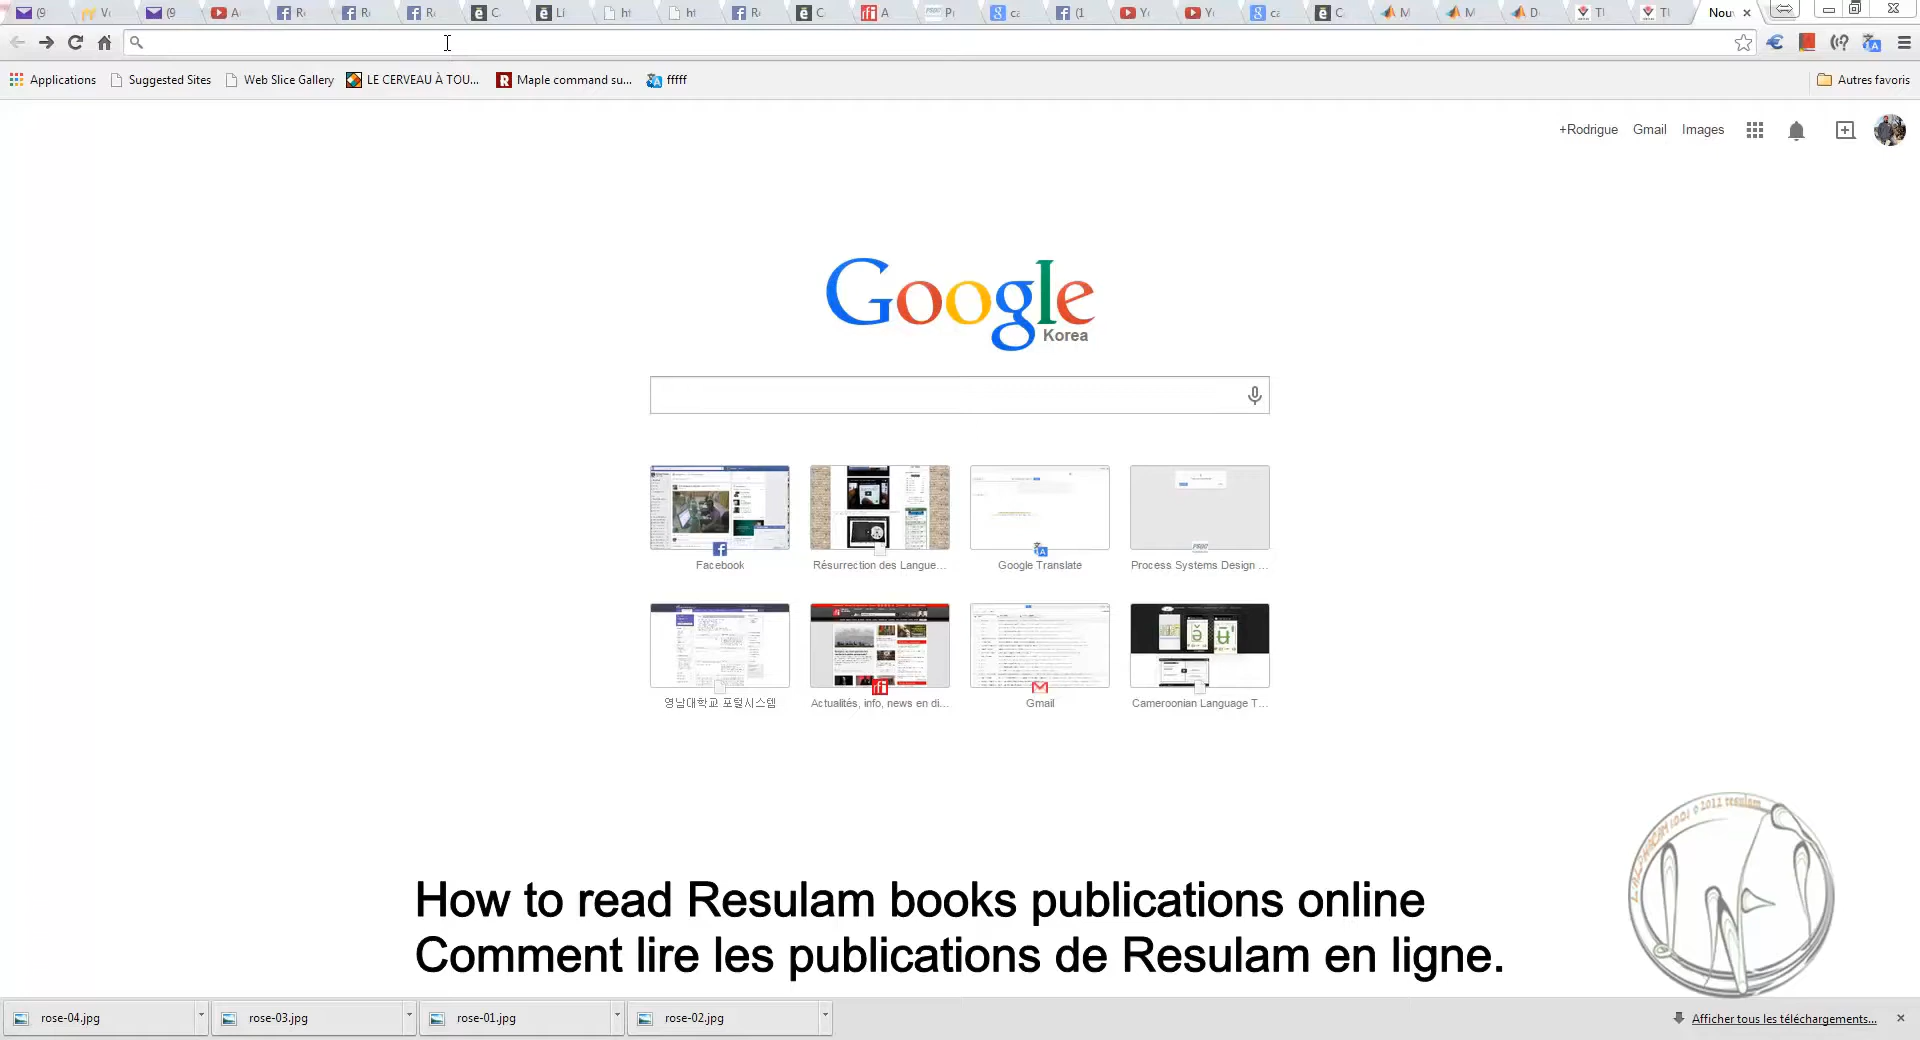 Nou
Applications
Suggested Sites
Web Slice Gallery
LE CERVEAU À TOU...
Maple command su...
fffff
Autres favoris
+Rodrigue
Gmail
Images
Google
Korea
Facebook
Résurrection des Langue...
Google Translate
Process Systems Design ...
영남대학교 포털시스템
Actualités, info, news en di...
Gmail
Cameroonian Language T...
How to read Resulam books publications online
Comment lire les publications de Resulam en ligne.
rose-04.jpg
rose-03.jpg
rose-01.jpg
rose-02.jpg
Afficher tous les téléchargements...